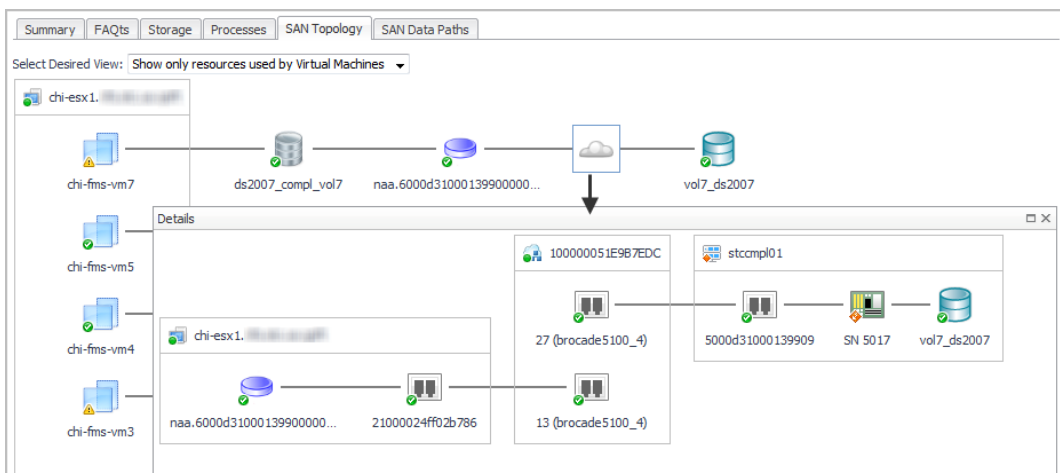 Summary FAQts Storage Processes SAN Topology SAN Data Paths
Select Desired View: Show only resources used by Virtual Machines
chi-esx1.
chi-fms-vm7 ds2007_compl_vol7 naa.6000d31000139900000... vol7_ds2007
Details
chi-fms-vm5
100000051E9B7EDC stccmpl01
chi-fms-vm4
chi-esx1.
27 (brocade5100_4) 5000d31000139909 SN 5017 vol7_ds2007
chi-fms-vm3
naa.6000d31000139900000... 21000024ff02b786 13 (brocade5100_4)